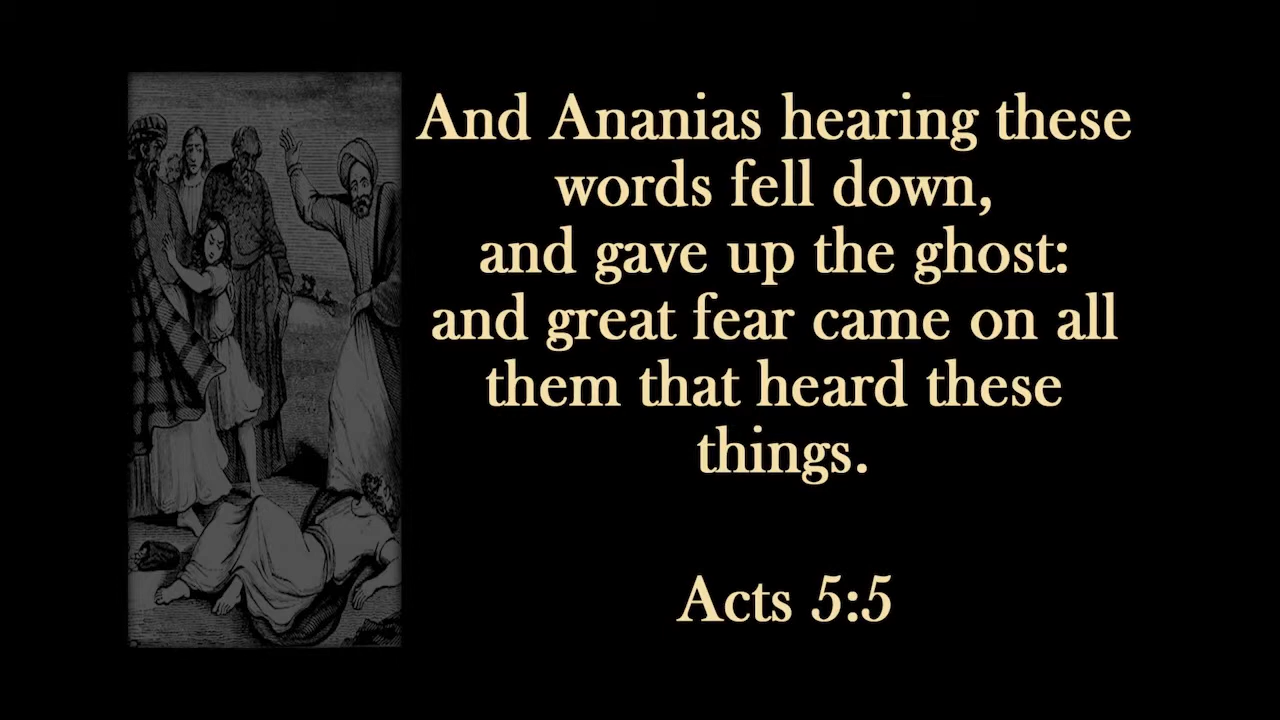 And Ananias hearing these
words fell down,
and gave up the ghost:
and great fear came on all
them that heard these
things.
Acts 5:5